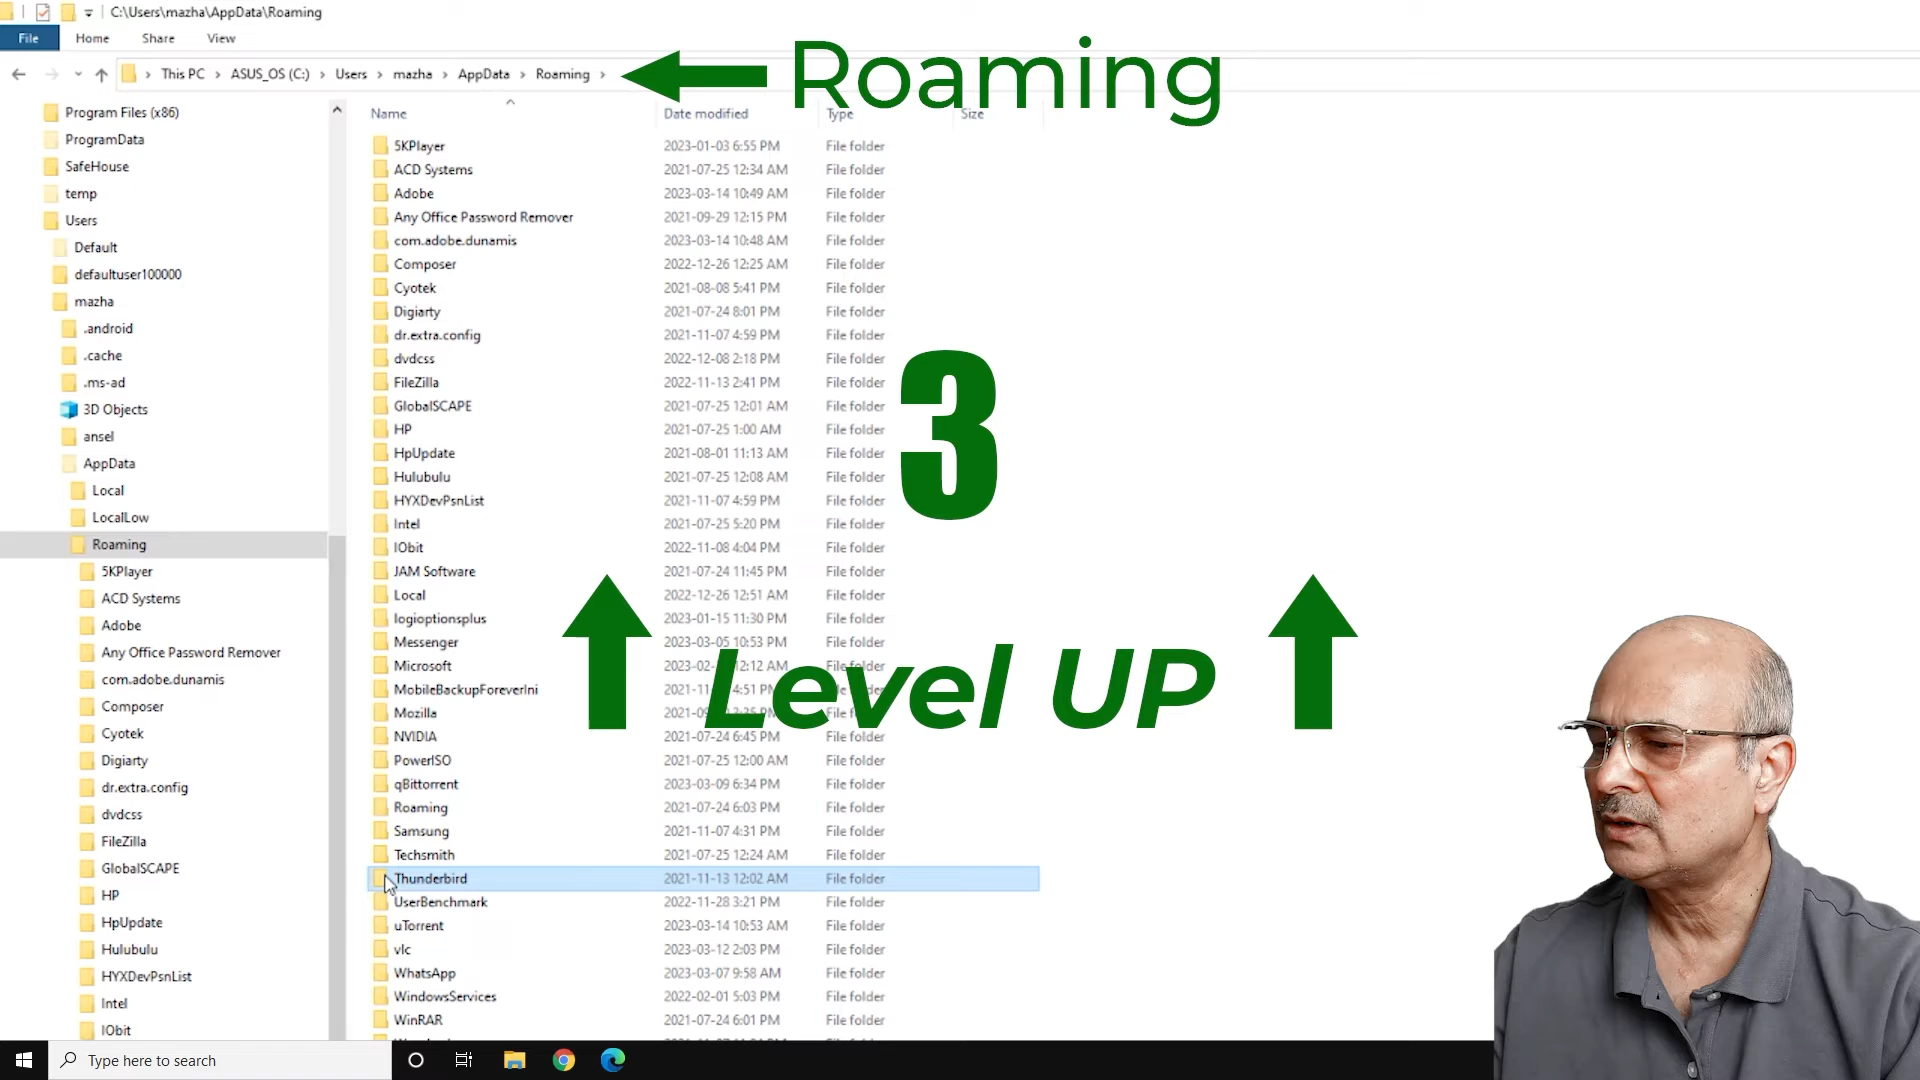 C:\Users\mazha\AppData\Roaming
File Home Share View
This PC › ASUS_OS (C:) › Users › mazha › AppData › Roaming ›
Roaming
Program Files (x86)
ProgramData
SafeHouse
temp
Users
Default
defaultuser100000
mazha
.android
.cache
.ms-ad
3D Objects
ansel
AppData
Local
LocalLow
Roaming
5KPlayer
ACD Systems
Adobe
Any Office Password Remover
com.adobe.dunamis
Composer
Cyotek
Digiarty
dr.extra.config
dvdcss
FileZilla
GlobalSCAPE
HP
HpUpdate
Hulubulu
HYXDevPsnList
Intel
IObit
Name Date modified Type Size
5KPlayer 2023-01-03 6:55 PM File folder
ACD Systems 2021-07-25 12:34 AM File folder
Adobe 2023-03-14 10:49 AM File folder
Any Office Password Remover 2021-09-29 12:15 PM File folder
com.adobe.dunamis 2023-03-14 10:48 AM File folder
Composer 2022-12-26 12:25 AM File folder
Cyotek 2021-08-08 5:41 PM File folder
Digiarty 2021-07-24 8:01 PM File folder
dr.extra.config 2021-11-07 4:59 PM File folder
dvdcss 2022-12-08 2:18 PM File folder
FileZilla 2022-11-13 2:41 PM File folder
GlobalSCAPE 2021-07-25 12:01 AM File folder
HP 2021-07-25 1:00 AM File folder
HpUpdate 2021-08-01 11:13 AM File folder
Hulubulu 2021-07-25 12:08 AM File folder
HYXDevPsnList 2021-11-07 4:59 PM File folder
Intel 2021-07-25 5:20 PM File folder
IObit 2022-11-08 4:04 PM File folder
JAM Software 2021-07-24 11:45 PM File folder
Local 2022-12-26 12:51 AM File folder
logioptionsplus 2023-01-15 11:30 PM File folder
Messenger 2023-03-05 10:53 PM File folder
Microsoft 2023-02- 12:12 AM File folder
MobileBackupForeverIni 2021-11 4:51 PM File folder
Mozilla 2021-09 PM File
NVIDIA 2021-07-24 6:45 PM File folder
PowerISO 2021-07-25 12:00 AM File folder
qBittorrent 2023-03-09 6:34 PM File folder
Roaming 2021-07-24 6:03 PM File folder
Samsung 2021-11-07 4:31 PM File folder
Techsmith 2021-07-25 12:24 AM File folder
Thunderbird 2021-11-13 12:02 AM File folder
UserBenchmark 2022-11-28 3:21 PM File folder
uTorrent 2023-03-14 10:53 AM File folder
vlc 2023-03-12 2:03 PM File folder
WhatsApp 2023-03-07 9:58 AM File folder
WindowsServices 2022-02-01 5:03 PM File folder
WinRAR 2021-07-24 6:01 PM File folder
3
Level UP
Type here to search